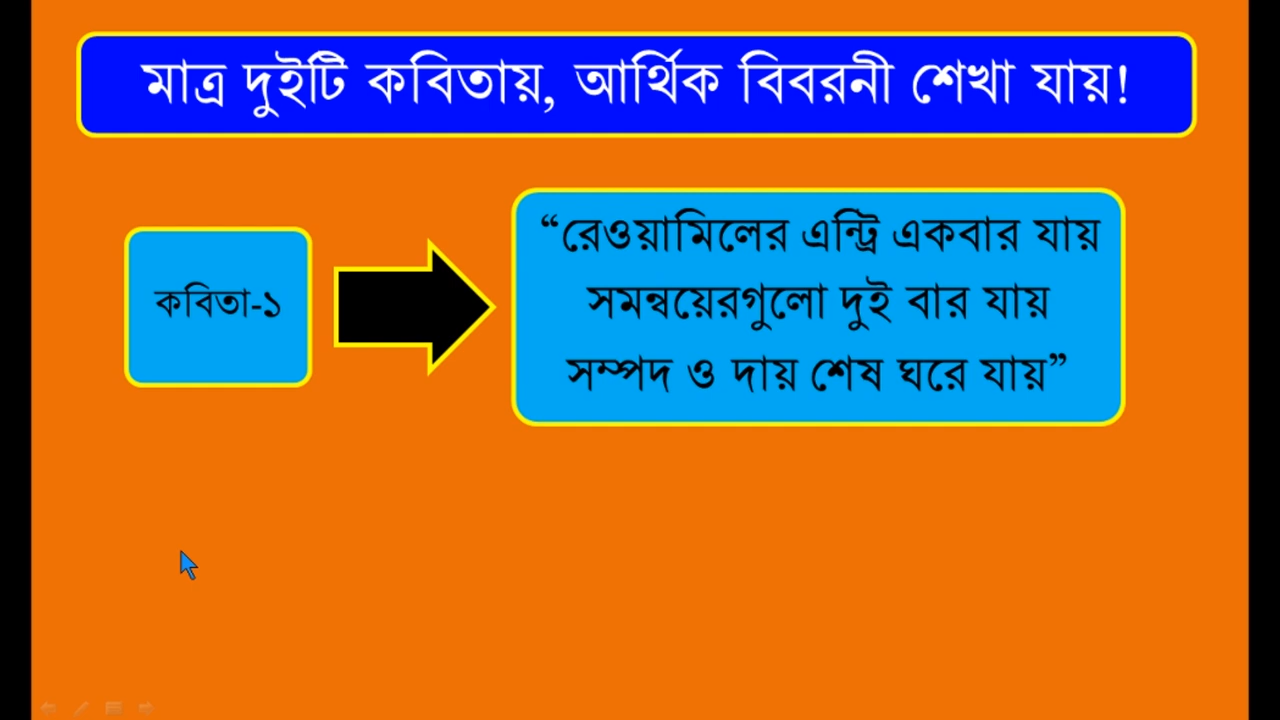 মাত্র দুইটি কবিতায়, আর্থিক বিবরনী শেখা যায়!
কবিতা-১
“রেওয়ামিলের এন্ট্রি একবার যায়
সমন্বয়েরগুলো দুই বার যায়
সম্পদ ও দায় শেষ ঘরে যায়”